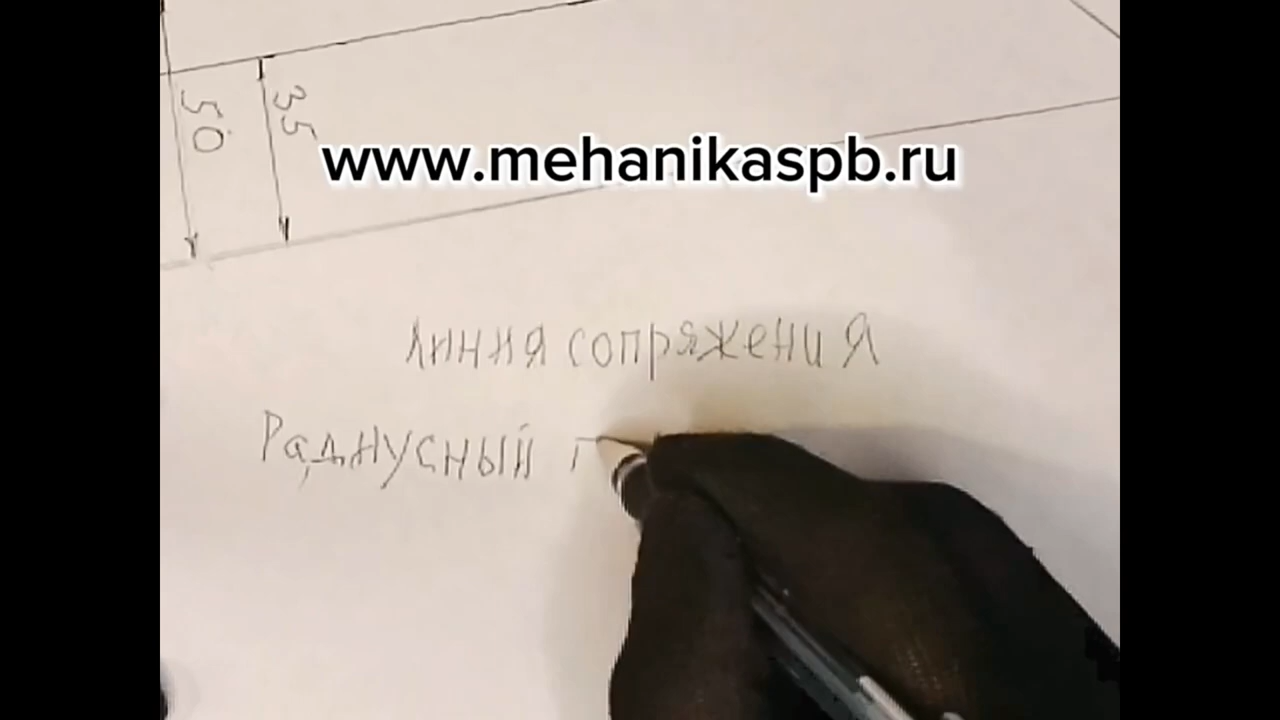 50
35
www.mehanikaspb.ru
линия сопряжения
Радиусный п